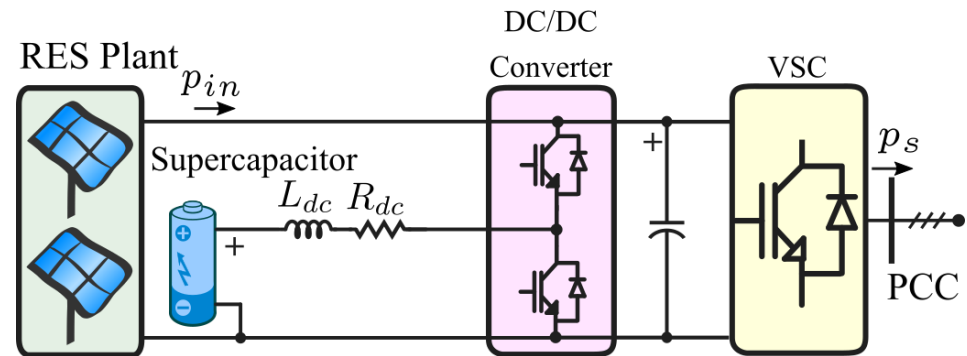 RES Plant
p_in
DC/DC
Converter
VSC
p_s
Supercapacitor
L_dc R_dc
+
+
PCC